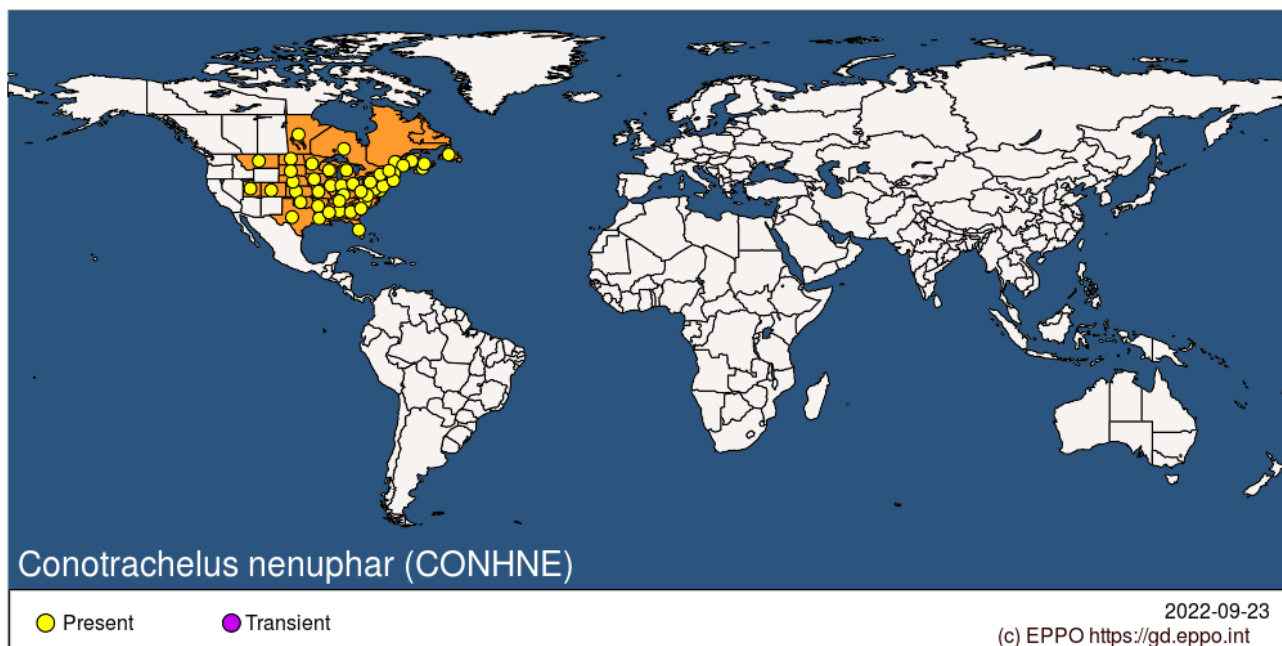 Conotrachelus nenuphar (CONHNE)
Present
Transient
2022-09-23
(c) EPPO https://gd.eppo.int